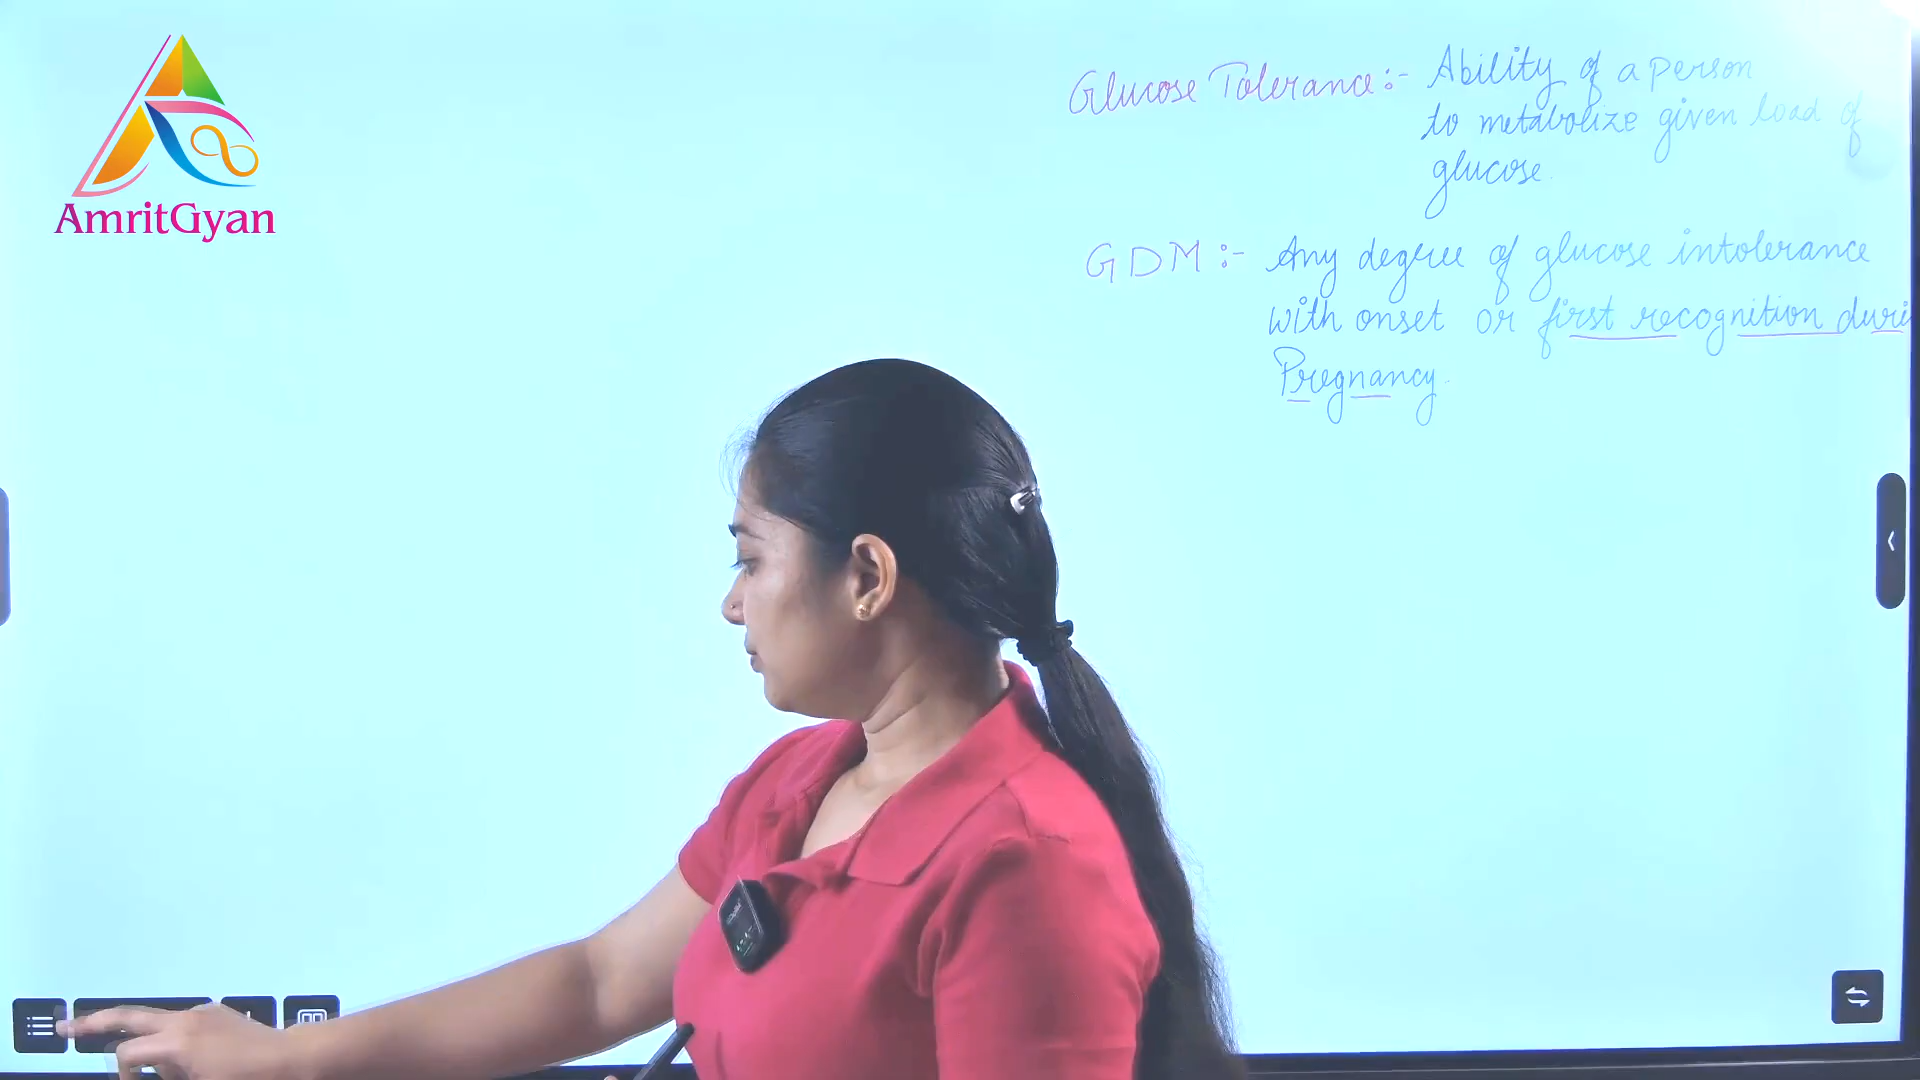 AmritGyan
Glucose Tolerance:- Ability of a person
to metabolize given load of
glucose.
GDM:- Any degree of glucose intolerance
with onset or first recognition duri
Pregnancy.